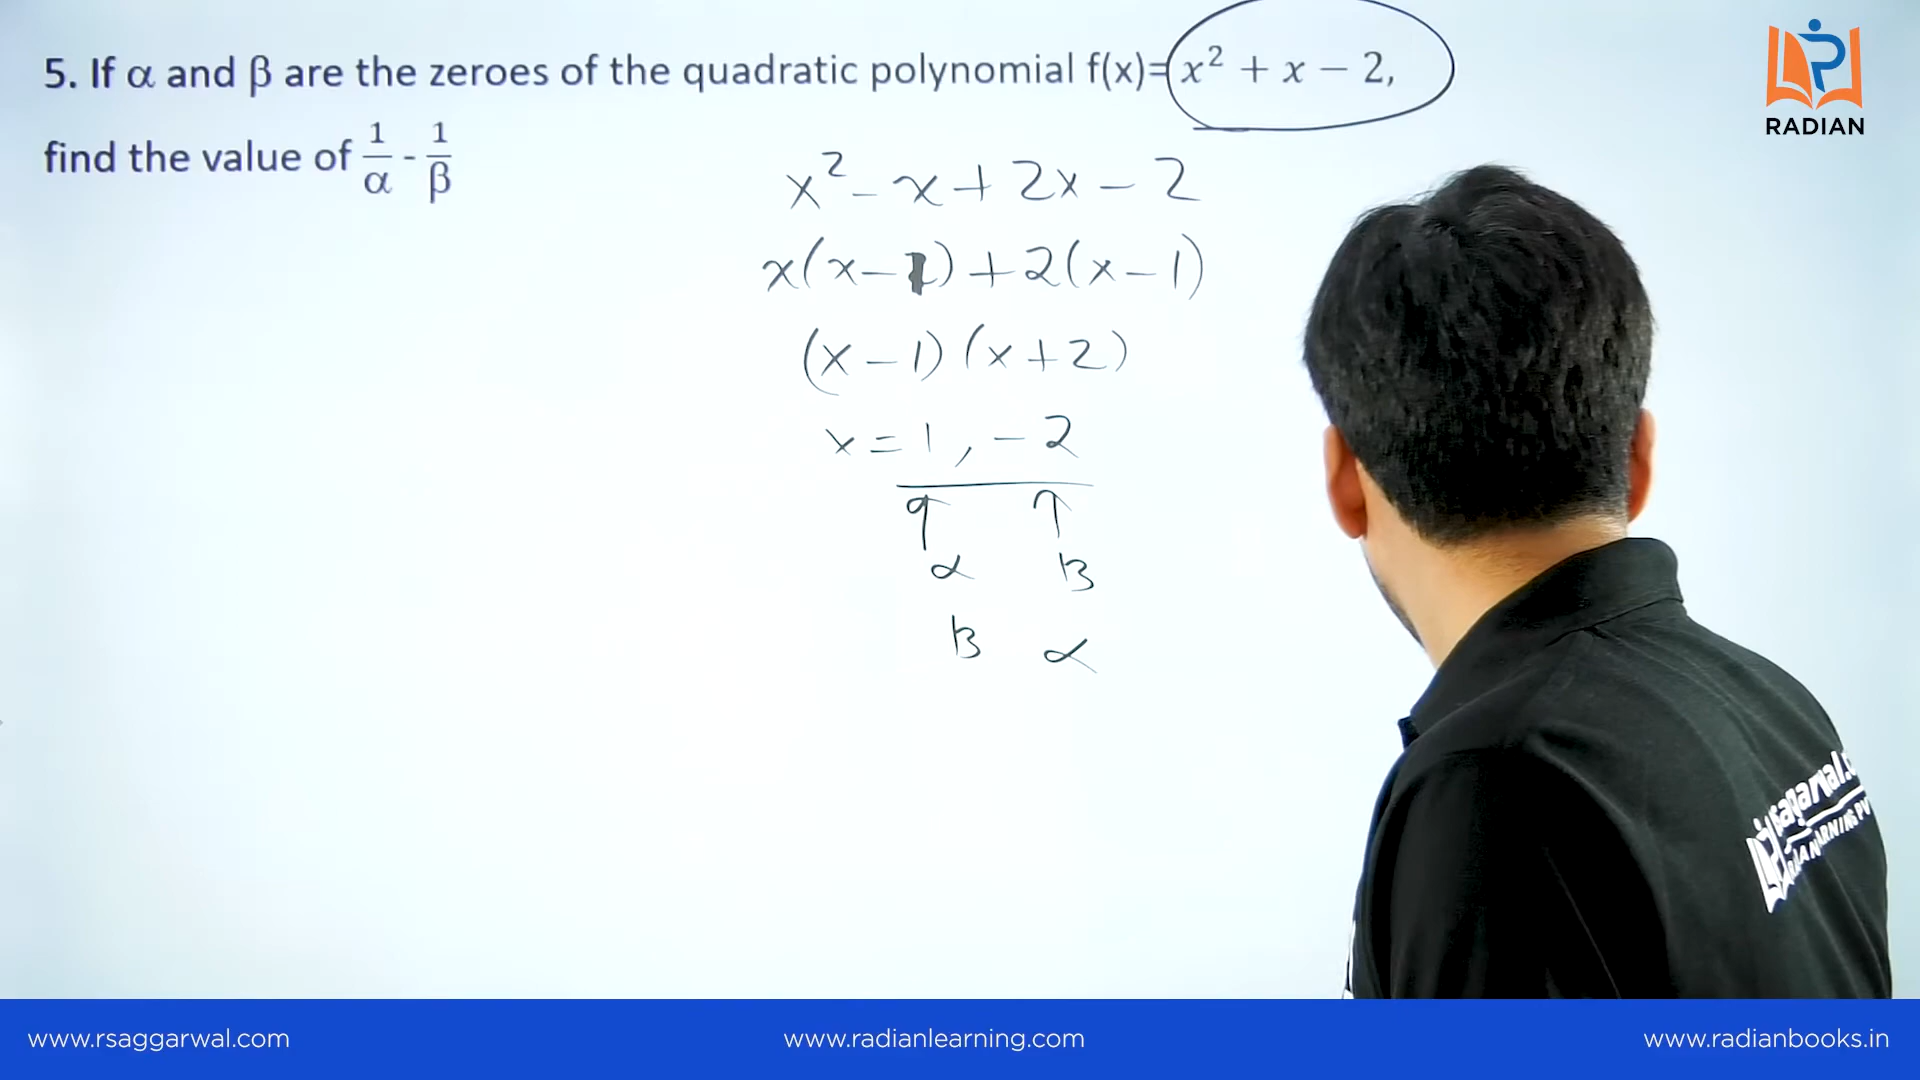 5. If α and β are the zeroes of the quadratic polynomial f(x)= x² + x − 2,
find the value of 1/α - 1/β
RADIAN
x² - x + 2x - 2
x(x-1) + 2(x-1)
(x-1) (x+2)
x = 1, -2
α β
β α
www.rsaggarwal.com
www.radianlearning.com
www.radianbooks.in